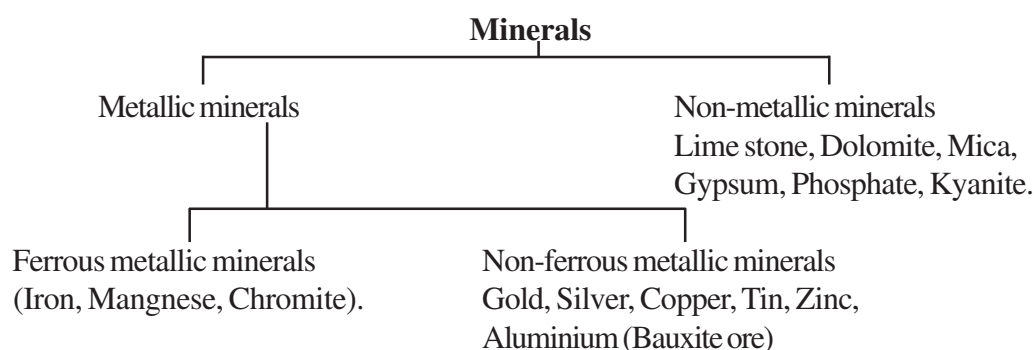 Minerals
Metallic minerals
Non-metallic minerals
Lime stone, Dolomite, Mica,
Gypsum, Phosphate, Kyanite.
Ferrous metallic minerals
(Iron, Mangnese, Chromite).
Non-ferrous metallic minerals
Gold, Silver, Copper, Tin, Zinc,
Aluminium (Bauxite ore)